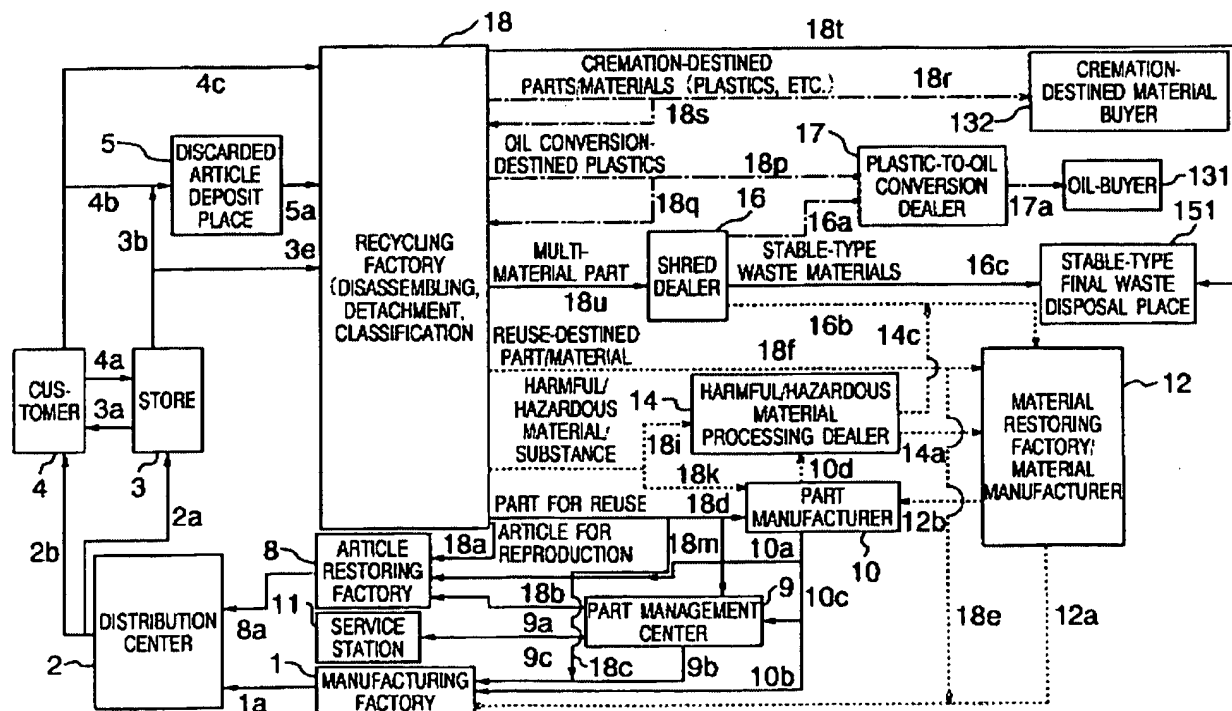 18
18t
4c
CREMATION-DESTINED
PARTS/MATERIALS (PLASTICS, ETC.)
18r
18s
132
CREMATION-
DESTINED MATERIAL
BUYER
5
DISCARDED
ARTICLE
DEPOSIT
PLACE
4b
5a
3b
3e
OIL CONVERSION-
DESTINED PLASTICS
18p
18q
17
PLASTIC-TO-OIL
CONVERSION
DEALER
17a
OIL-BUYER
131
16
16a
RECYCLING
FACTORY
(DISASSEMBLING,
DETACHMENT,
CLASSIFICATION
MULTI-
MATERIAL PART
18u
SHRED
DEALER
STABLE-TYPE
WASTE MATERIALS
16c
16b
151
STABLE-TYPE
FINAL WASTE
DISPOSAL PLACE
REUSE-DESTINED
PART/MATERIAL
18f
14c
4a
3a
CUS-
TOMER
4
STORE
3
HARMFUL/
HAZARDOUS
MATERIAL/
SUBSTANCE
14
HARMFUL/HAZARDOUS
MATERIAL
PROCESSING DEALER
18i
18k
10d
14a
12
MATERIAL
RESTORING
FACTORY/
MATERIAL
MANUFACTURER
PART FOR REUSE
18d
PART
MANUFACTURER
12b
10
2a
2b
8
18a
ARTICLE FOR
REPRODUCTION
18m
10a
ARTICLE
RESTORING
FACTORY
18b
8a
11
SERVICE
STATION
9a
PART MANAGEMENT
CENTER
9
10c
18e
12a
DISTRIBUTION
CENTER
2
9c
18c
9b
10b
1
MANUFACTURING
FACTORY
1a